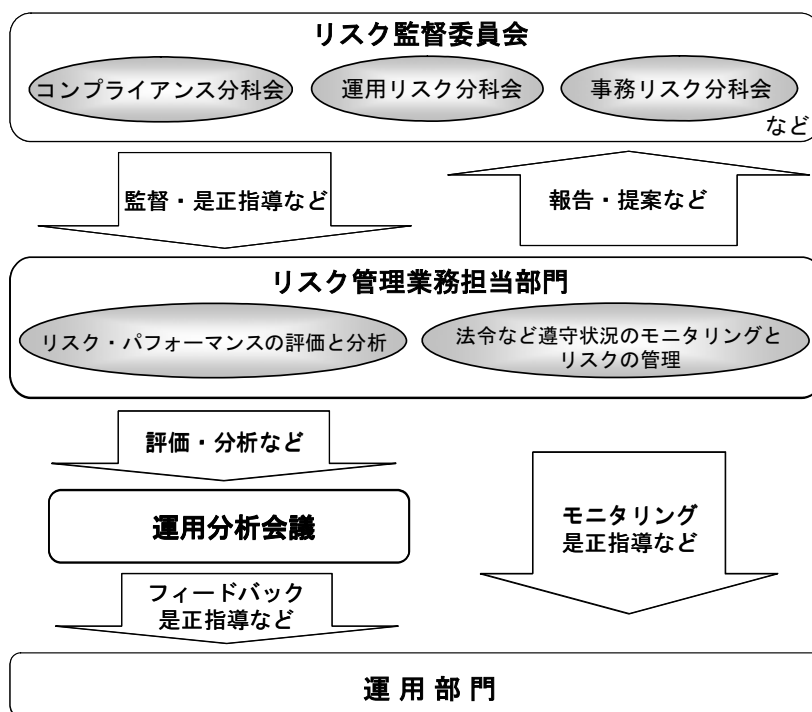 リスク監督委員会
コンプライアンス分科会
運用リスク分科会
事務リスク分科会
など
監督・是正指導など
報告・提案など
リスク管理業務担当部門
リスク・パフォーマンスの評価と分析
法令など遵守状況のモニタリングと
リスクの管理
評価・分析など
運用分析会議
モニタリング
是正指導など
フィードバック
是正指導など
運 用 部 門